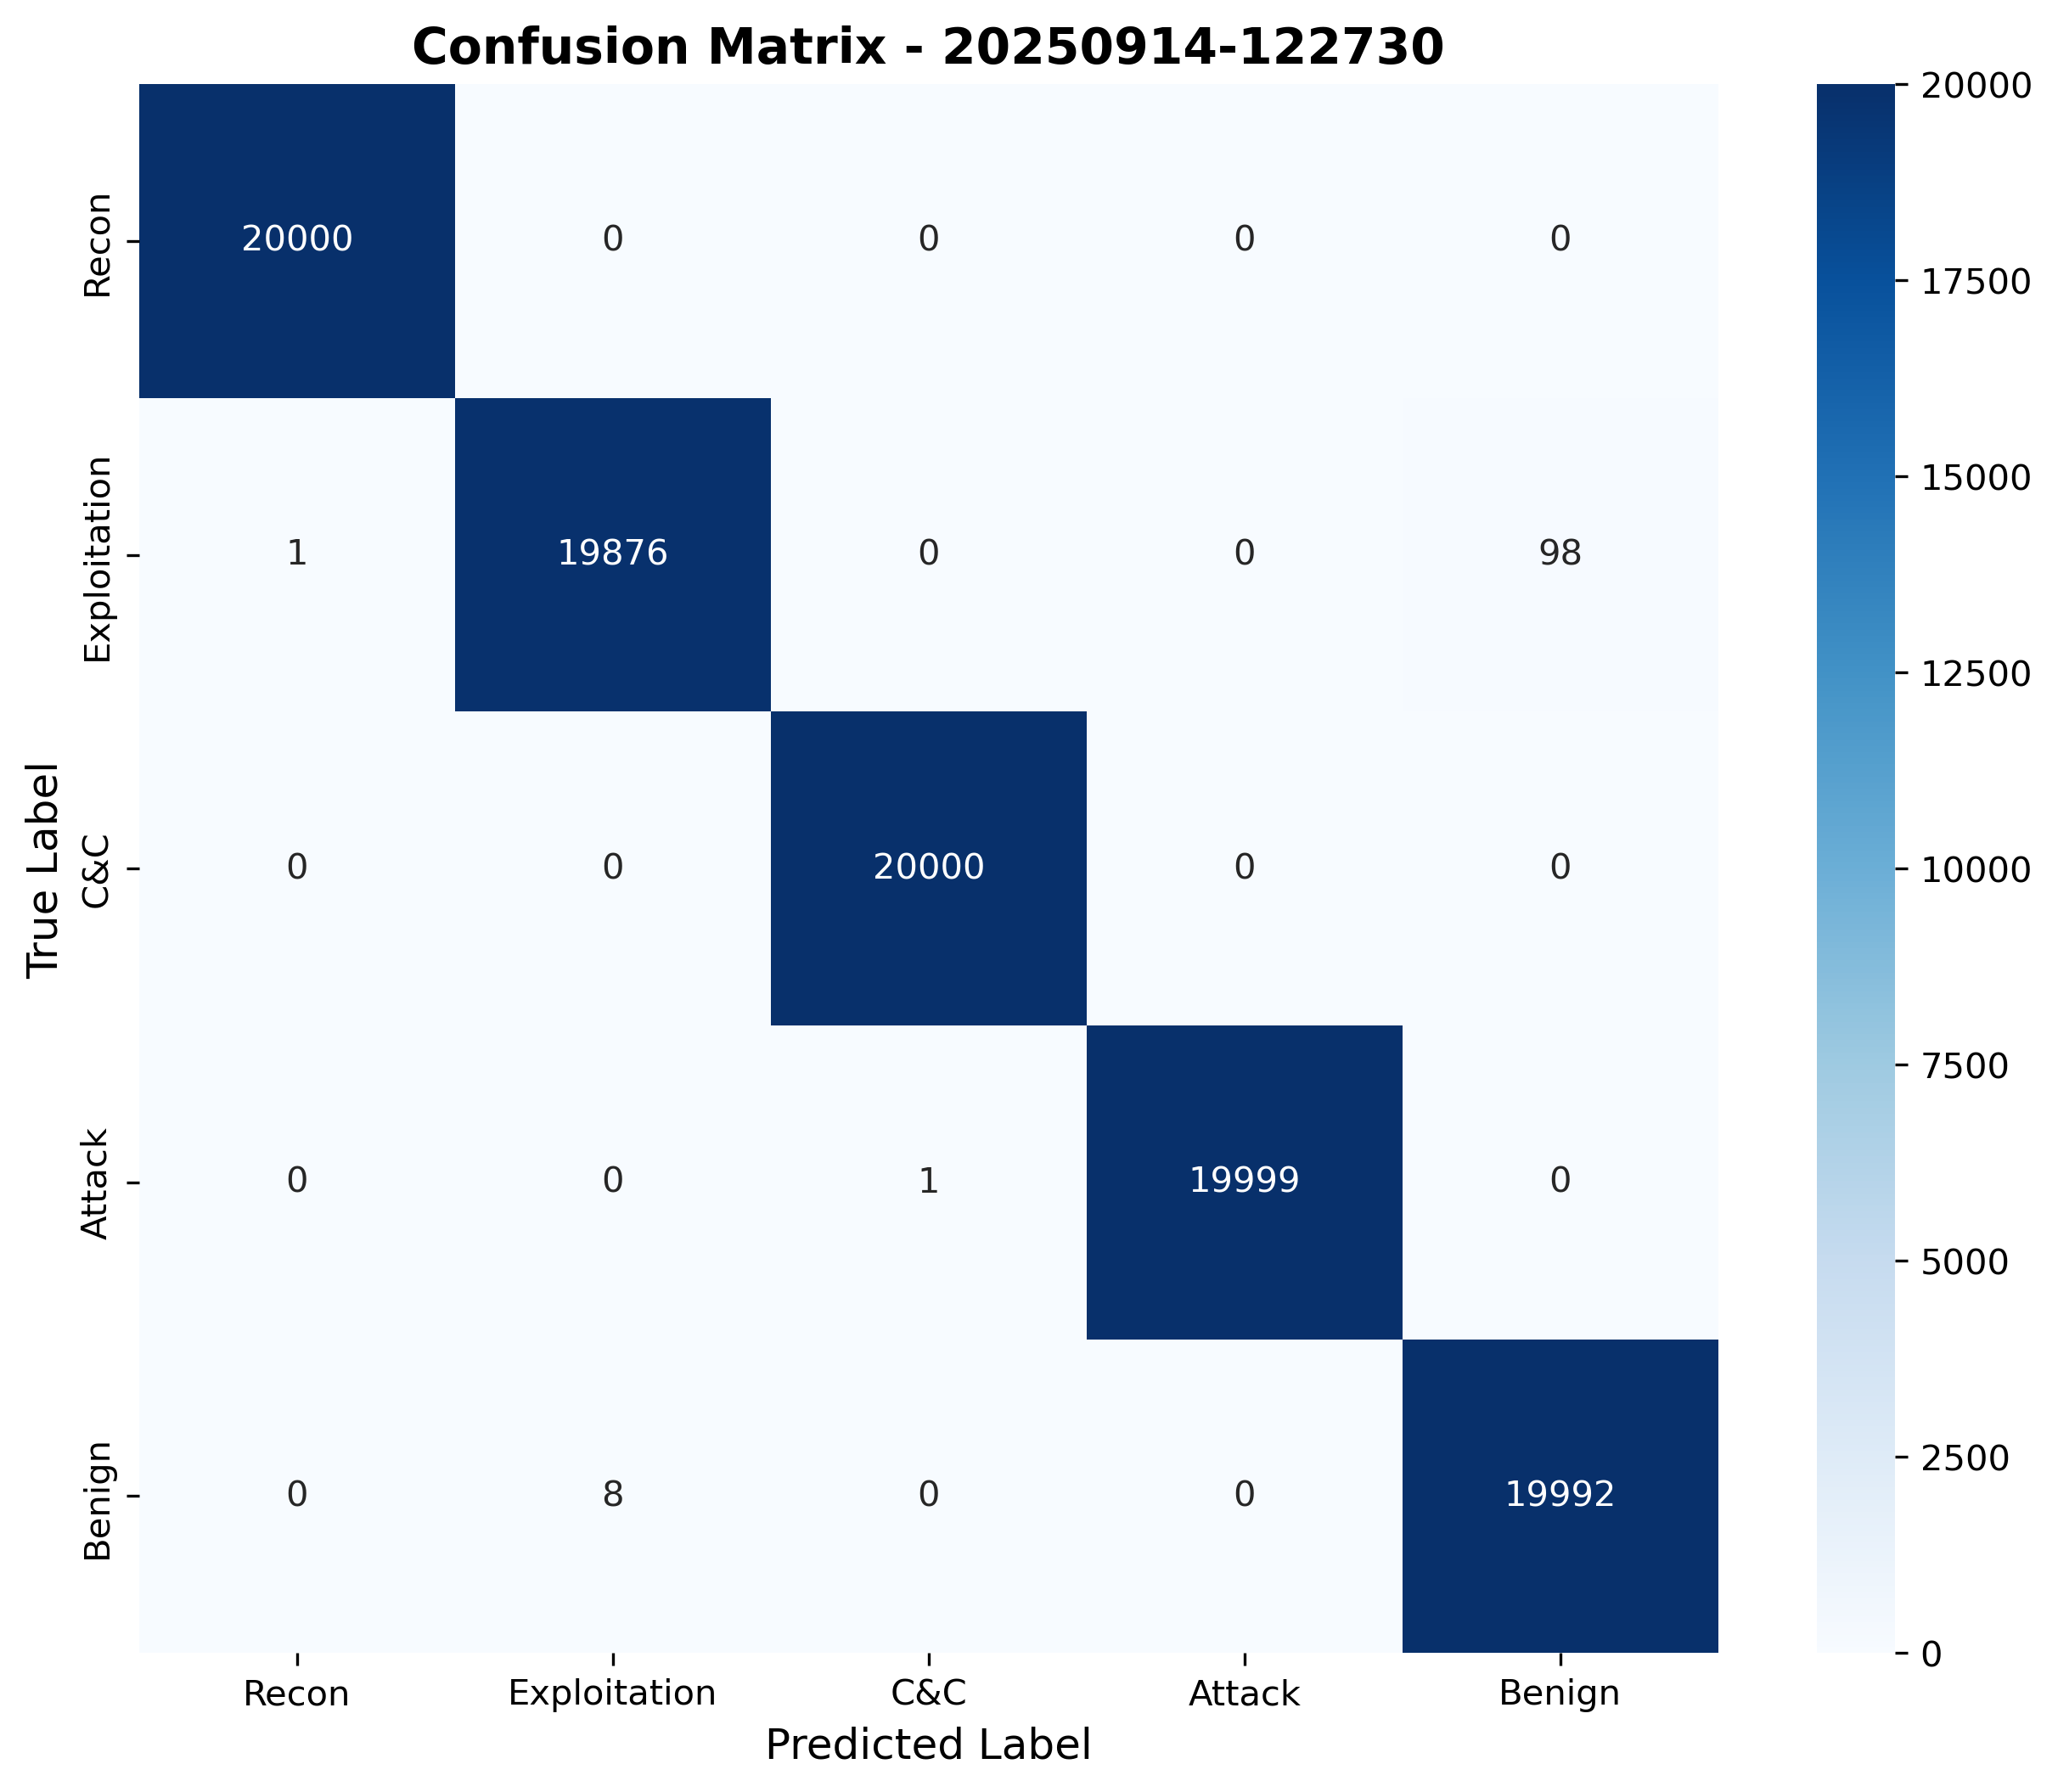 Confusion Matrix - 20250914-122730
True Label
Recon
20000 0 0 0 0
Exploitation
1 19876 0 0 98
C&C
0 0 20000 0 0
Attack
0 0 1 19999 0
Benign
0 8 0 0 19992
Recon Exploitation C&C Attack Benign
Predicted Label
20000
17500
15000
12500
10000
7500
5000
2500
0